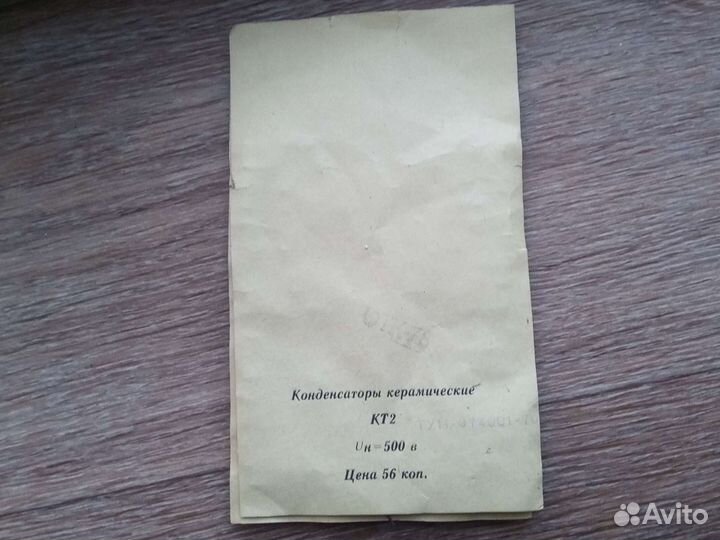 Конденсаторы керамические
КТ2
Uн=500 в
Цена 56 коп.
Avito